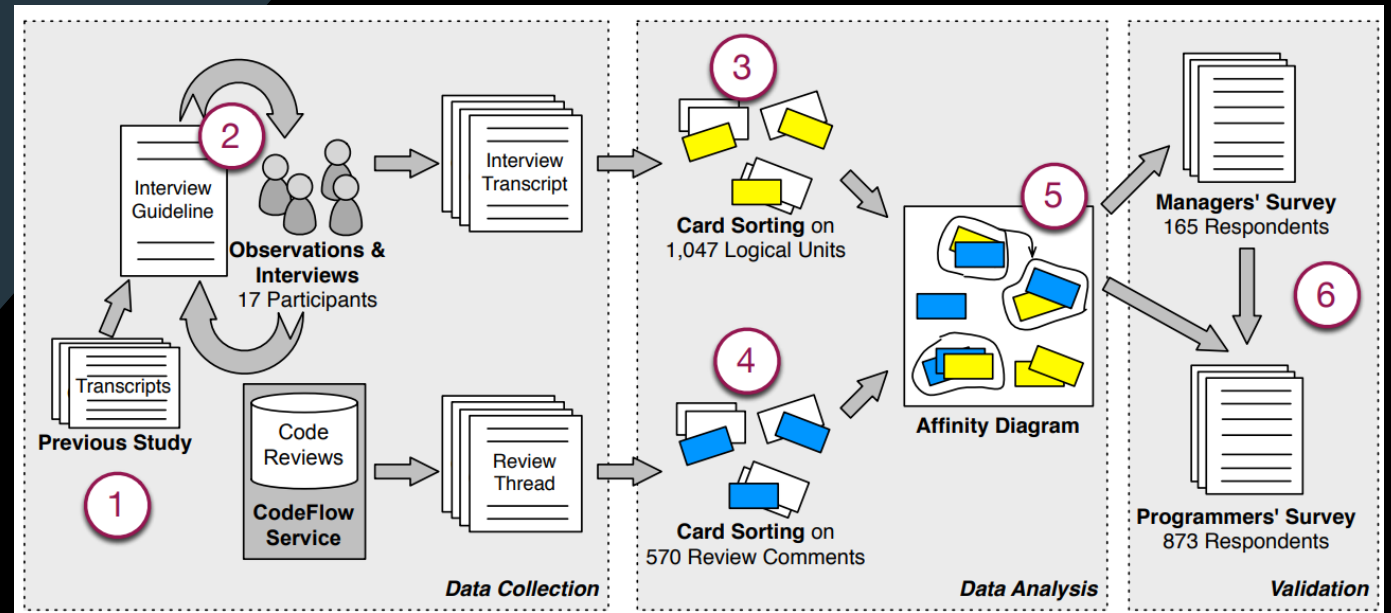 1
Transcripts
Previous Study
2
Interview
Guideline
Observations &
Interviews
17 Participants
Interview
Transcript
Code
Reviews
CodeFlow
Service
Review
Thread
Data Collection
3
Card Sorting on
1,047 Logical Units
4
Card Sorting on
570 Review Comments
5
Affinity Diagram
Data Analysis
Managers' Survey
165 Respondents
6
Programmers' Survey
873 Respondents
Validation